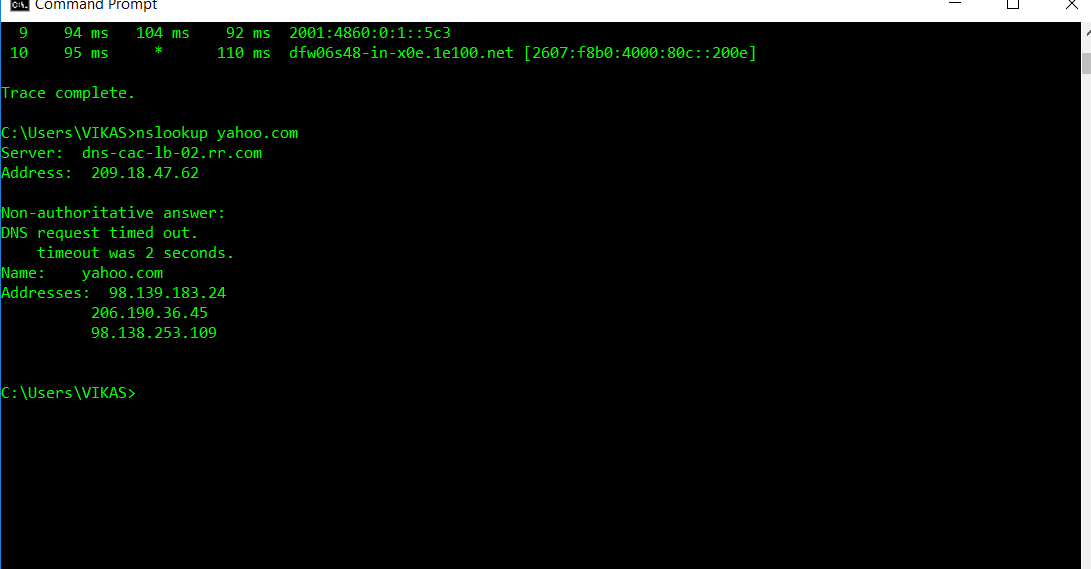 Command Prompt
9 94 ms 104 ms 92 ms 2001:4860:0:1::5c3
10 95 ms * 110 ms dfw06s48-in-x0e.1e100.net [2607:f8b0:4000:80c::200e]
Trace complete.
C:\Users\VIKAS>nslookup yahoo.com
Server: dns-cac-lb-02.rr.com
Address: 209.18.47.62
Non-authoritative answer:
DNS request timed out.
timeout was 2 seconds.
Name: yahoo.com
Addresses: 98.139.183.24
206.190.36.45
98.138.253.109
C:\Users\VIKAS>